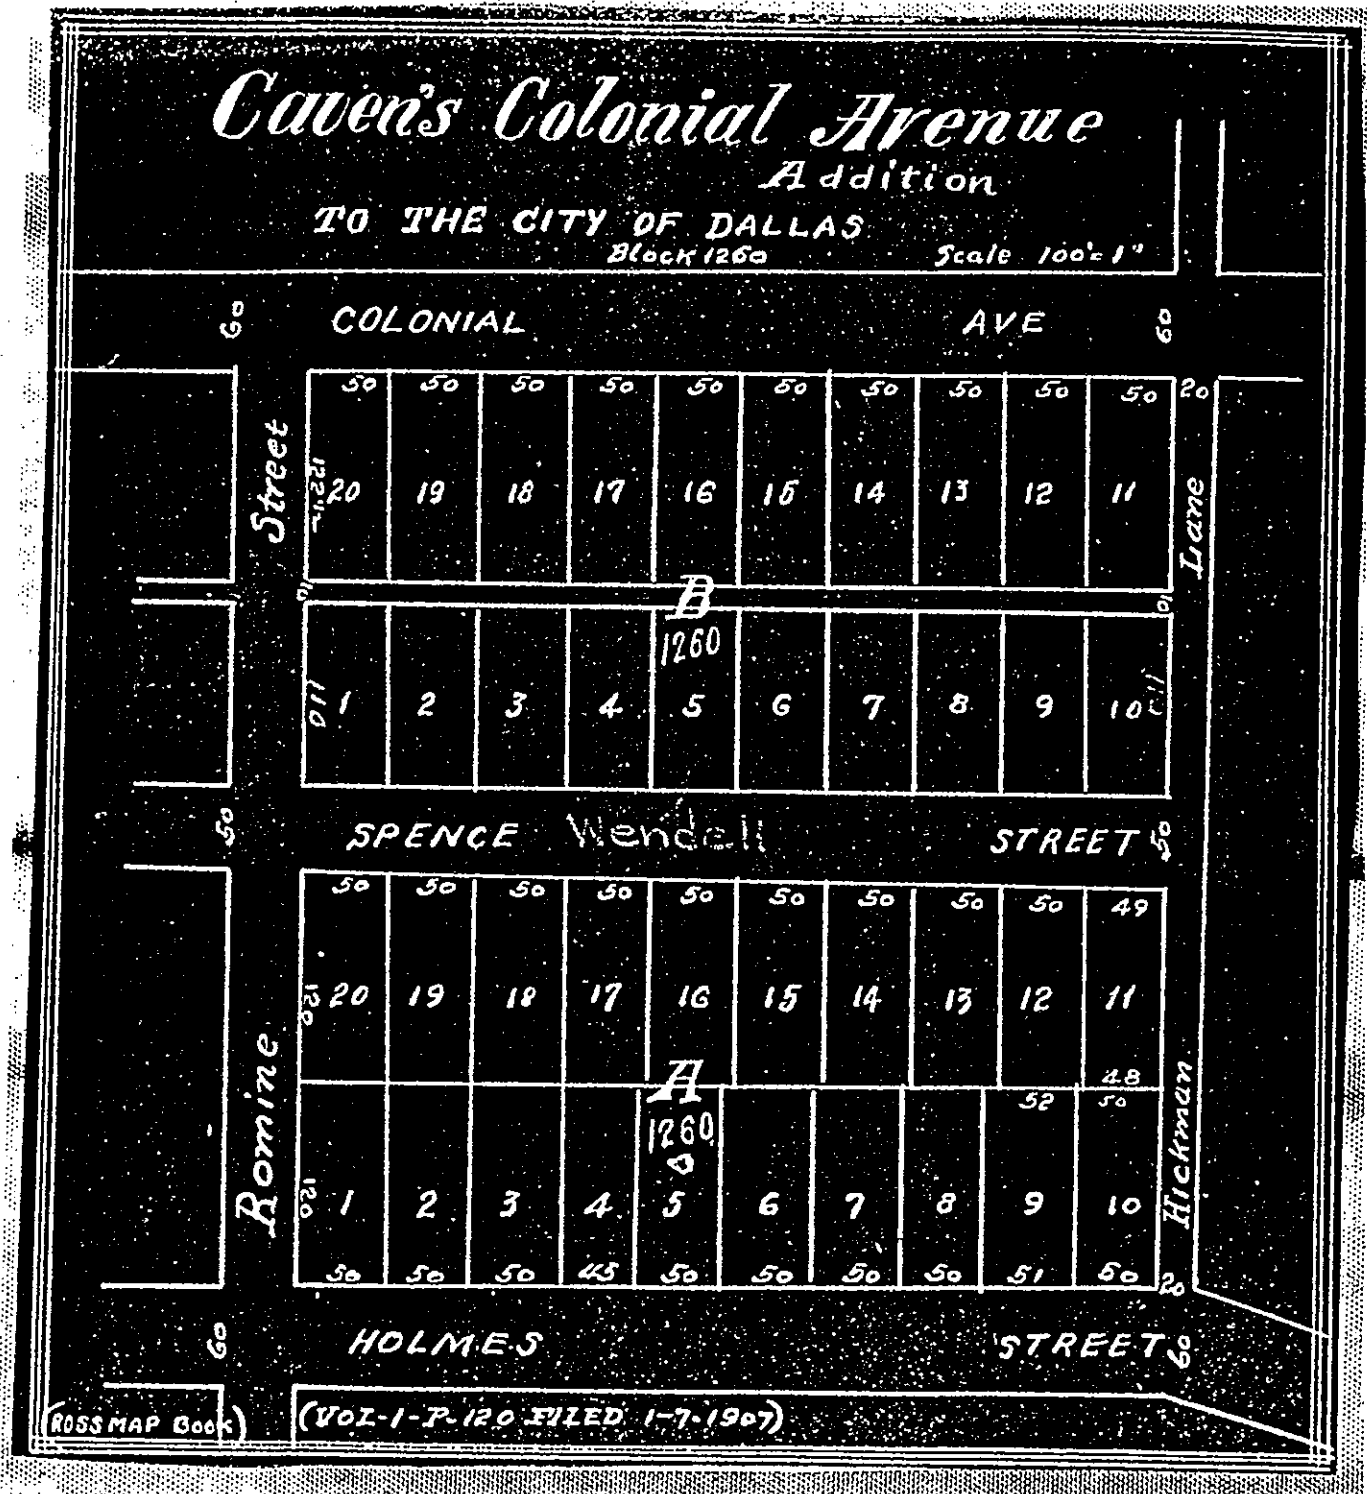 Caven's Colonial Avenue
Addition
TO THE CITY OF DALLAS
Block 1260 Scale 100'= 1"
60 COLONIAL AVE 60
50 50 50 50 50 50 50 50 50 50 20
Street
20 19 18 17 16 15 14 13 12 11
Lane
10 B 10
1260
110 1 2 3 4 5 6 7 8 9 10 110
50 SPENCE Wendell STREET 50
50 50 50 50 50 50 50 50 50 49
120 20 19 18 17 16 15 14 13 12 11
48
A 52 50
1260
Romine
Hickman
120 1 2 3 4 5 6 7 8 9 10
50 50 50 45 50 50 50 50 51 50 20
60 HOLMES STREET 60
(ROSS MAP BOOK) (VOL-1-P-120 FILED 1-7-1907)